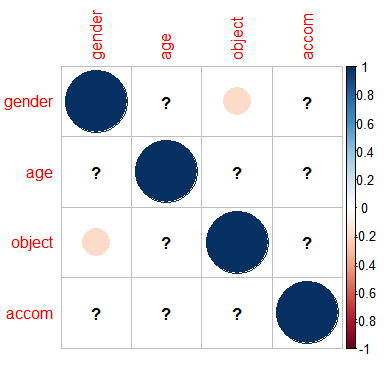 gender age object accom
gender ? ?
age ? ? ?
object ? ?
accom ? ? ?
1
0.8
0.6
0.4
0.2
0
-0.2
-0.4
-0.6
-0.8
-1